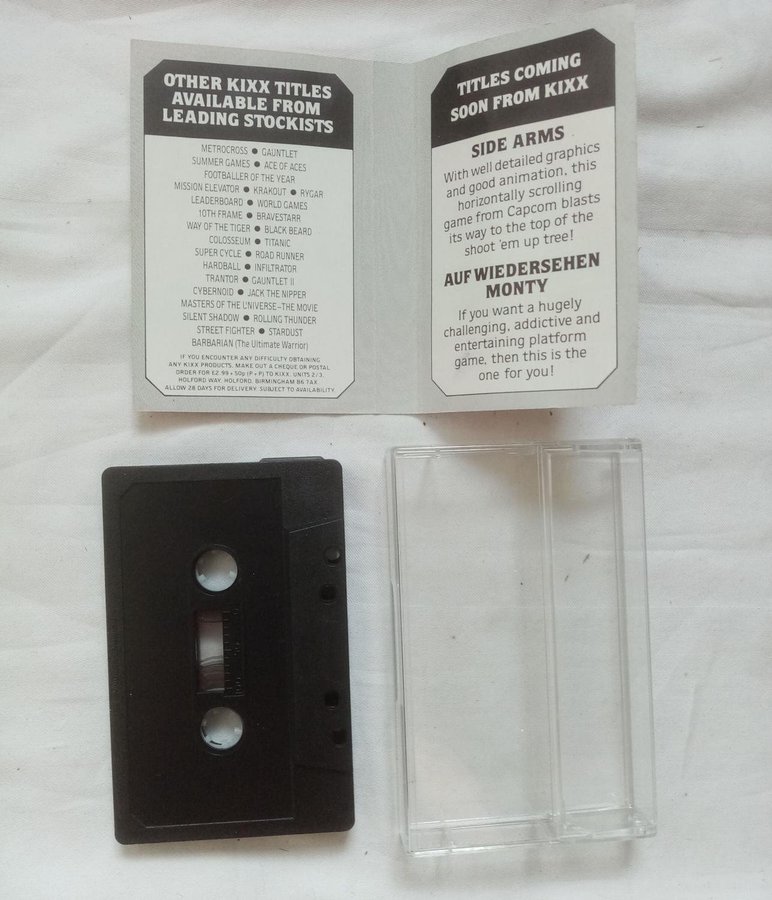 OTHER KIXX TITLES
AVAILABLE FROM
LEADING STOCKISTS
METROCROSS ● GAUNTLET
SUMMER GAMES ● ACE OF ACES
FOOTBALLER OF THE YEAR
MISSION ELEVATOR ● KRAKOUT ● RYGAR
LEADERBOARD ● WORLD GAMES
10TH FRAME ● BRAVESTARR
WAY OF THE TIGER ● BLACK BEARD
COLOSSEUM ● TITANIC
SUPER CYCLE ● ROAD RUNNER
HARDBALL ● INFILTRATOR
TRANTOR ● GAUNTLET II
CYBERNOID ● JACK THE NIPPER
MASTERS OF THE UNIVERSE–THE MOVIE
SILENT SHADOW ● ROLLING THUNDER
STREET FIGHTER ● STARDUST
BARBARIAN (The Ultimate Warrior)
IF YOU ENCOUNTER ANY DIFFICULTY OBTAINING
ANY KIXX PRODUCTS. MAKE OUT A CHEQUE OR POSTAL
ORDER FOR £2.99 + 50p (P + P) TO KIXX. UNITS 2/3.
HOLFORD WAY. HOLFORD. BIRMINGHAM B6 7AX.
ALLOW 28 DAYS FOR DELIVERY. SUBJECT TO AVAILABILITY.
TITLES COMING
SOON FROM KIXX
SIDE ARMS
With well detailed graphics
and good animation, this
horizontally scrolling
game from Capcom blasts
its way to the top of the
shoot 'em up tree!
AUF WIEDERSEHEN
MONTY
If you want a hugely
challenging, addictive and
entertaining platform
game, then this is the
one for you!